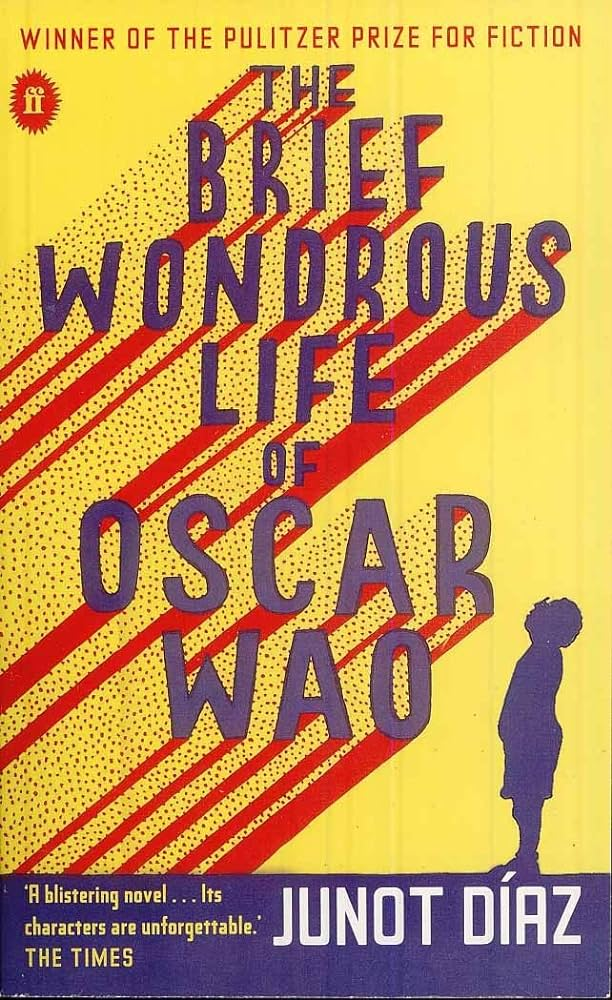 WINNER OF THE PULITZER PRIZE FOR FICTION
ff
THE
BRIEF
WONDROUS
LIFE
OF
OSCAR
WAO
'A blistering novel . . . Its
characters are unforgettable.'
THE TIMES
JUNOT DÍAZ